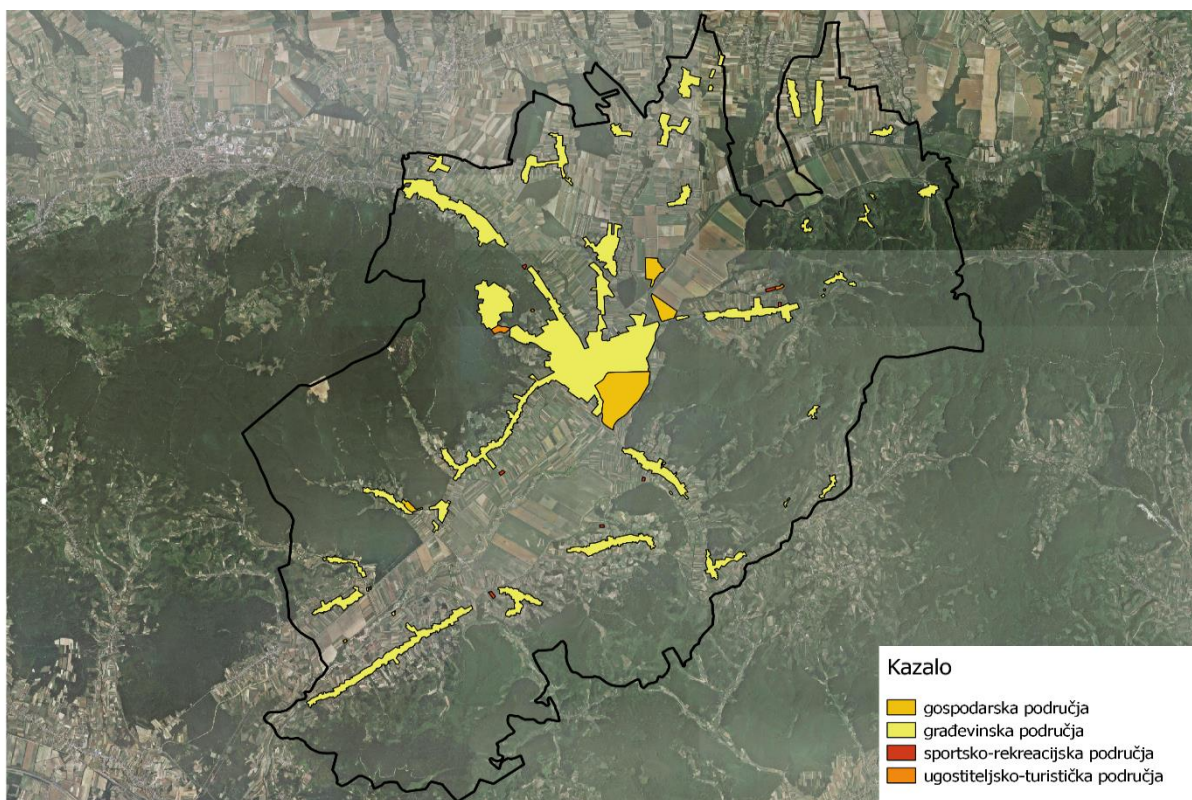 Kazalo
gospodarska područja
građevinska područja
sportsko-rekreacijska područja
ugostiteljsko-turistička područja